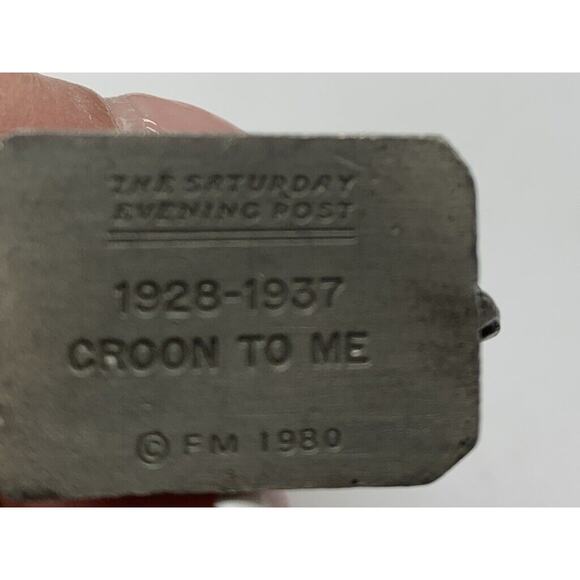 THE SATURDAY
EVENING POST
1928-1937
CROON TO ME
© FM 1980